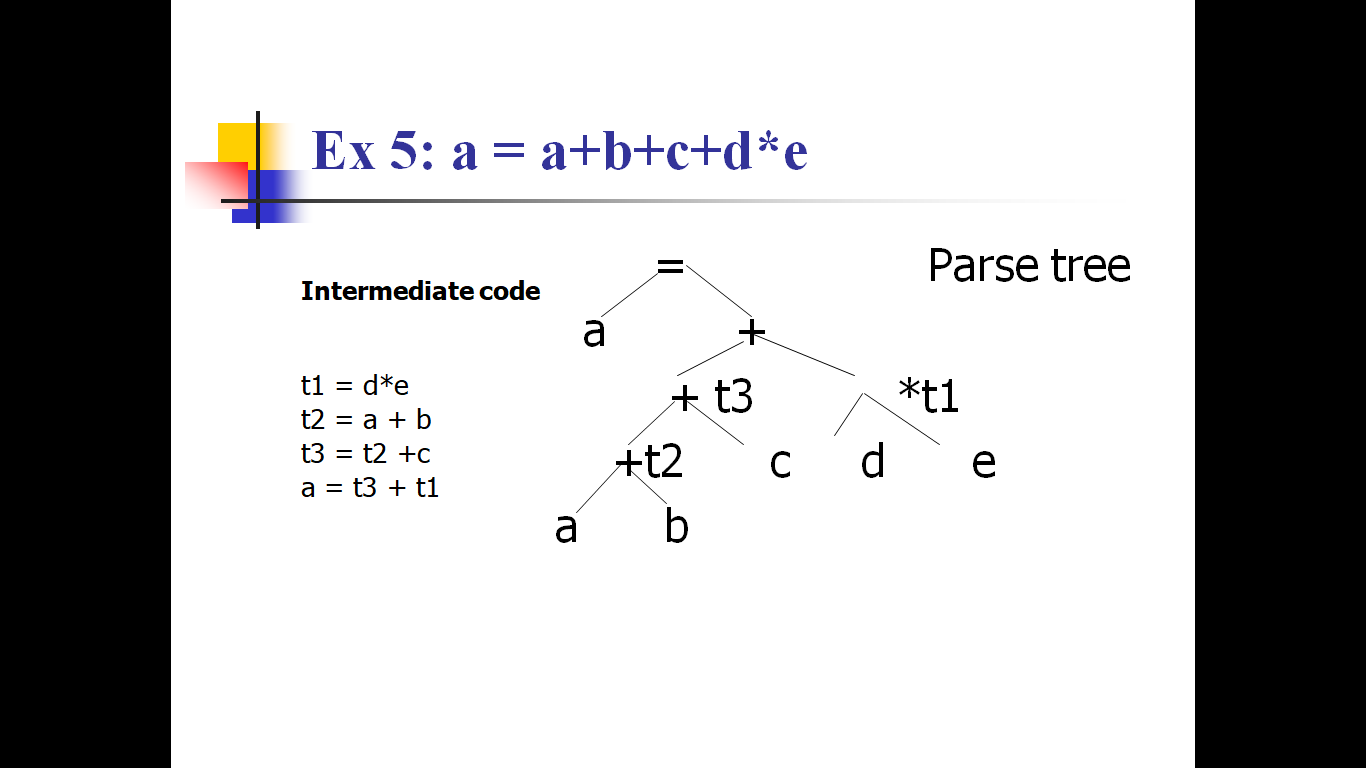 Ex 5: a = a+b+c+d*e
Parse tree
Intermediate code
t1 = d*e
t2 = a + b
t3 = t2 +c
a = t3 + t1
=
a +
+ t3 *t1
+t2 c d e
a b